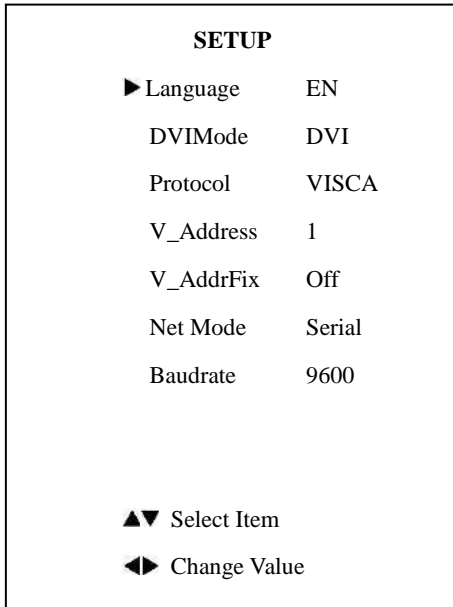 SETUP
▶Language EN
DVIMode DVI
Protocol VISCA
V_Address 1
V_AddrFix Off
Net Mode Serial
Baudrate 9600
▲▼ Select Item
◀▶ Change Value